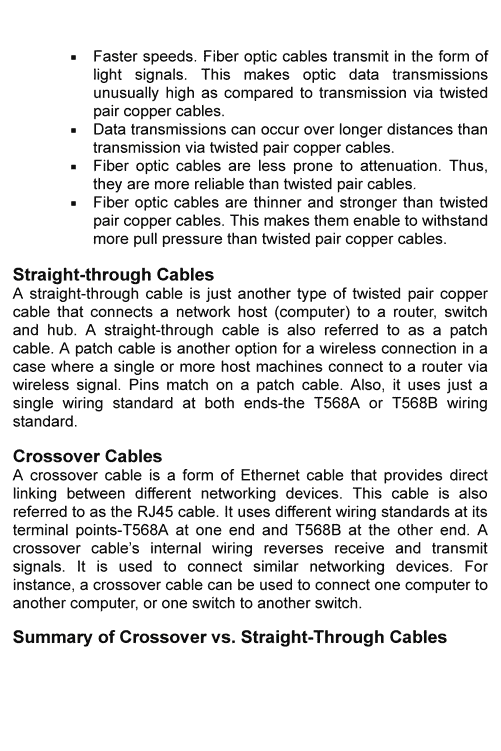 ▪ Faster speeds. Fiber optic cables transmit in the form of
light signals. This makes optic data transmissions
unusually high as compared to transmission via twisted
pair copper cables.
▪ Data transmissions can occur over longer distances than
transmission via twisted pair copper cables.
▪ Fiber optic cables are less prone to attenuation. Thus,
they are more reliable than twisted pair cables.
▪ Fiber optic cables are thinner and stronger than twisted
pair copper cables. This makes them enable to withstand
more pull pressure than twisted pair copper cables.
Straight-through Cables
A straight-through cable is just another type of twisted pair copper
cable that connects a network host (computer) to a router, switch
and hub. A straight-through cable is also referred to as a patch
cable. A patch cable is another option for a wireless connection in a
case where a single or more host machines connect to a router via
wireless signal. Pins match on a patch cable. Also, it uses just a
single wiring standard at both ends-the T568A or T568B wiring
standard.
Crossover Cables
A crossover cable is a form of Ethernet cable that provides direct
linking between different networking devices. This cable is also
referred to as the RJ45 cable. It uses different wiring standards at its
terminal points-T568A at one end and T568B at the other end. A
crossover cable's internal wiring reverses receive and transmit
signals. It is used to connect similar networking devices. For
instance, a crossover cable can be used to connect one computer to
another computer, or one switch to another switch.
Summary of Crossover vs. Straight-Through Cables